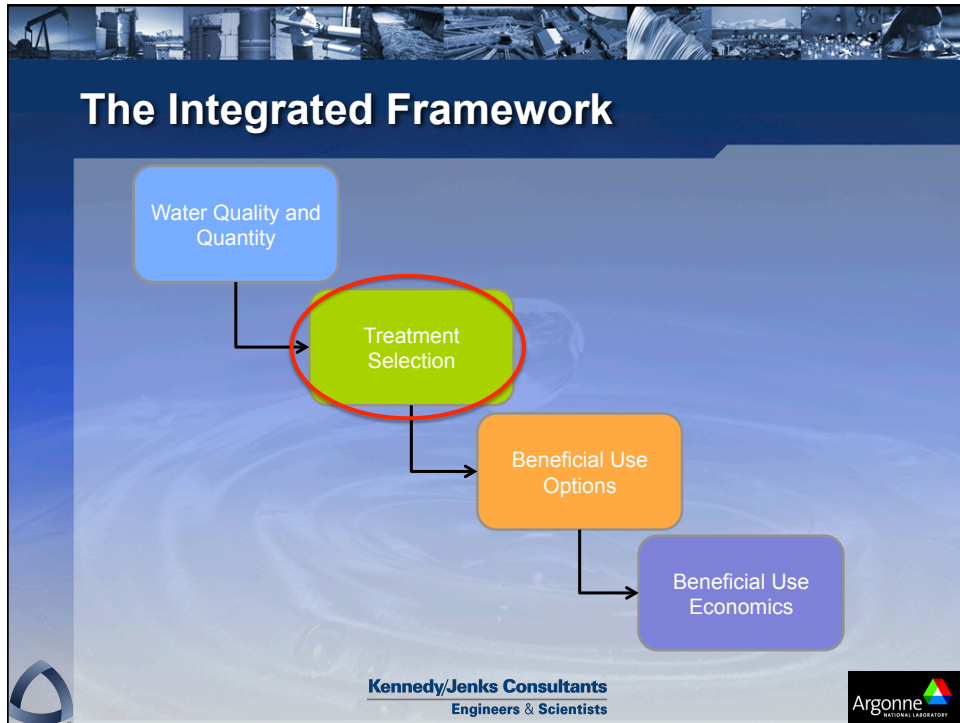 The Integrated Framework
Water Quality and
Quantity
Treatment
Selection
Beneficial Use
Options
Beneficial Use
Economics
Kennedy/Jenks Consultants
Engineers & Scientists
Argonne
NATIONAL LABORATORY